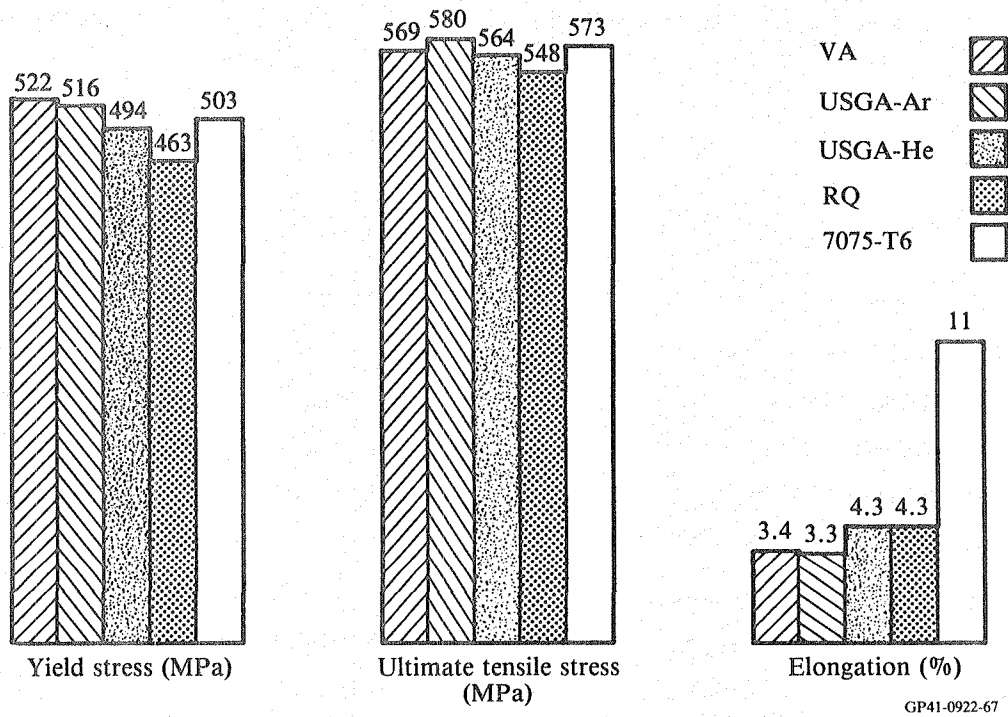 522
516
494
463
503
Yield stress (MPa)
569
580
564
548
573
Ultimate tensile stress
(MPa)
VA
USGA-Ar
USGA-He
RQ
7075-T6
3.4
3.3
4.3
4.3
11
Elongation (%)
GP41-0922-67